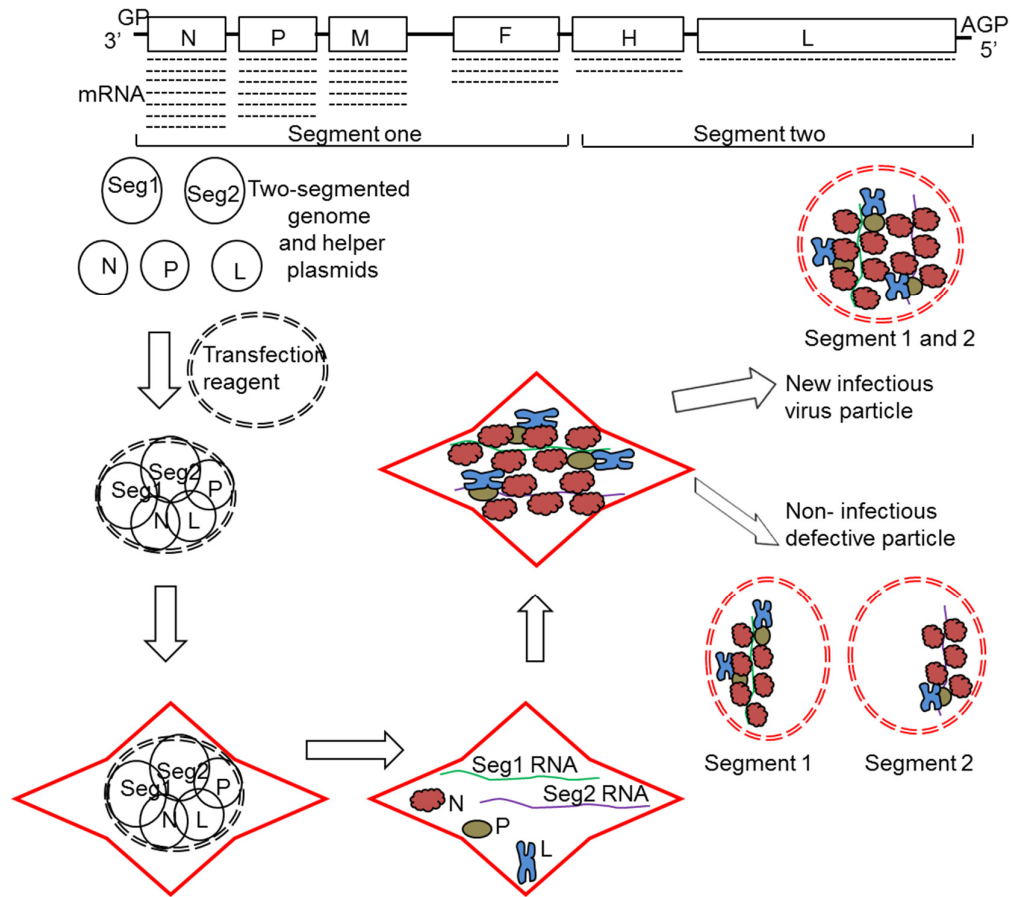 GP
AGP
3’
N
P
M
F
H
L
5’
mRNA
Segment one
Segment two
Seg1
Seg2
Two-segmented
genome
and helper
plasmids
N
P
L
Segment 1 and 2
Transfection
reagent
New infectious
virus particle
Seg2
Seg1
P
N
L
Non- infectious
defective particle
Segment 1
Segment 2
Seg2
Seg1
P
N
L
Seg1 RNA
Seg2 RNA
N
P
L